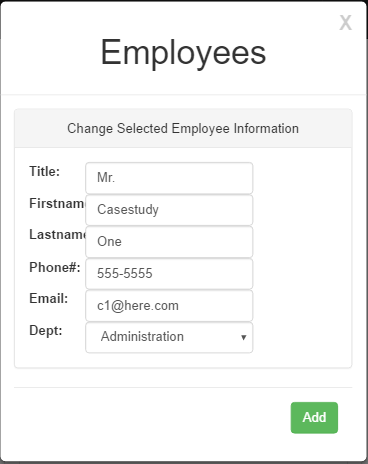 X
Employees
Change Selected Employee Information
Title: Mr.
Firstnam Casestudy
Lastname One
Phone#: 555-5555
Email: c1@here.com
Dept: Administration
Add